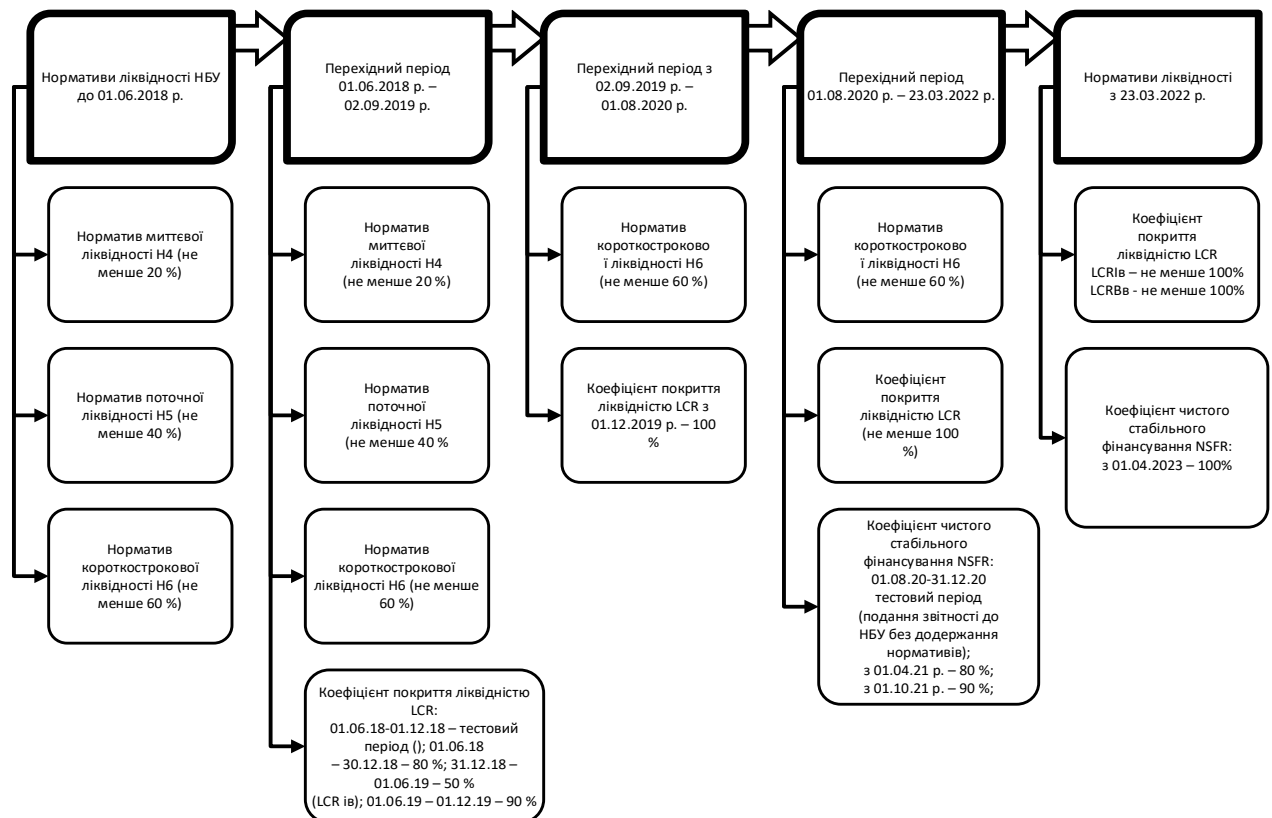 Нормативи ліквідності НБУ
до 01.06.2018 р.
Норматив миттєвої
ліквідності Н4 (не
менше 20 %)
Норматив поточної
ліквідності Н5 (не
менше 40 %)
Норматив
короткострокової
ліквідності Н6 (не
менше 60 %)
Перехідний період
01.06.2018 р. –
02.09.2019 р.
Норматив
миттєвої
ліквідності Н4
(не менше 20 %)
Норматив
поточної
ліквідності Н5
(не менше 40 %
Норматив
короткострокової
ліквідності Н6 (не менше
60 %)
Коефіцієнт покриття ліквідністю
LCR:
01.06.18-01.12.18 – тестовий
період (); 01.06.18
– 30.12.18 – 80 %; 31.12.18 –
01.06.19 – 50 %
(LCR ів); 01.06.19 – 01.12.19 – 90 %
Перехідний період з
02.09.2019 р. –
01.08.2020 р.
Норматив
короткостроково
ї ліквідності Н6
(не менше 60 %)
Коефіцієнт покриття
ліквідністю LCR з
01.12.2019 р. – 100
%
Перехідний період
01.08.2020 р. – 23.03.2022 р.
Норматив
короткостроково
ї ліквідності Н6
(не менше 60 %)
Коефіцієнт
покриття
ліквідністю LCR
(не менше 100
%)
Коефіцієнт чистого
стабільного
фінансування NSFR:
01.08.20-31.12.20
тестовий період
(подання звітності до
НБУ без додержання
нормативів);
з 01.04.21 р. – 80 %;
з 01.10.21 р. – 90 %;
Нормативи ліквідності
з 23.03.2022 р.
Коефіцієнт
покриття
ліквідністю LCR
LCRІв – не менше 100%
LCRВв - не менше 100%
Коефіцієнт чистого
стабільного
фінансування NSFR:
з 01.04.2023 – 100%